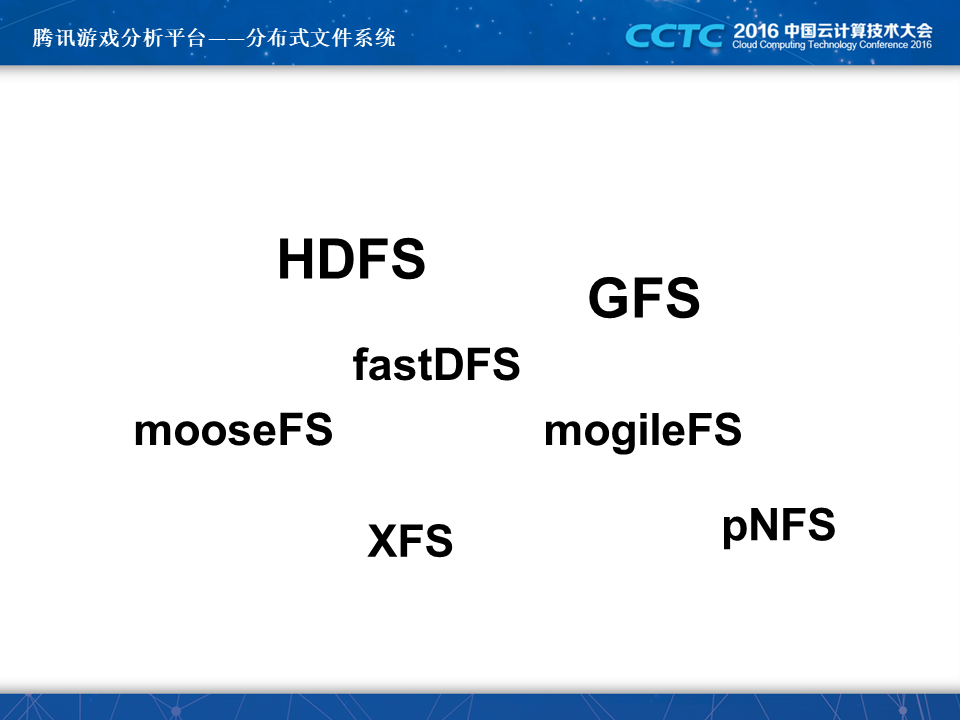 腾讯游戏分析平台——分布式文件系统
CCTC 2016 中国云计算技术大会
Cloud Computing Technology Conference 2016
HDFS
GFS
fastDFS
mooseFS
mogileFS
pNFS
XFS